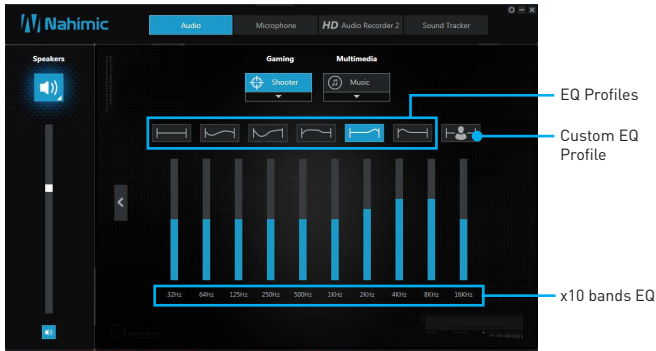 Nahimic
Audio
Microphone
HD Audio Recorder 2
Sound Tracker
Speakers
Gaming
Multimedia
Shooter
Music
EQ Profiles
Custom EQ
Profile
32Hz 64Hz 125Hz 250Hz 500Hz 1KHz 2KHz 4KHz 8KHz 16KHz
x10 bands EQ